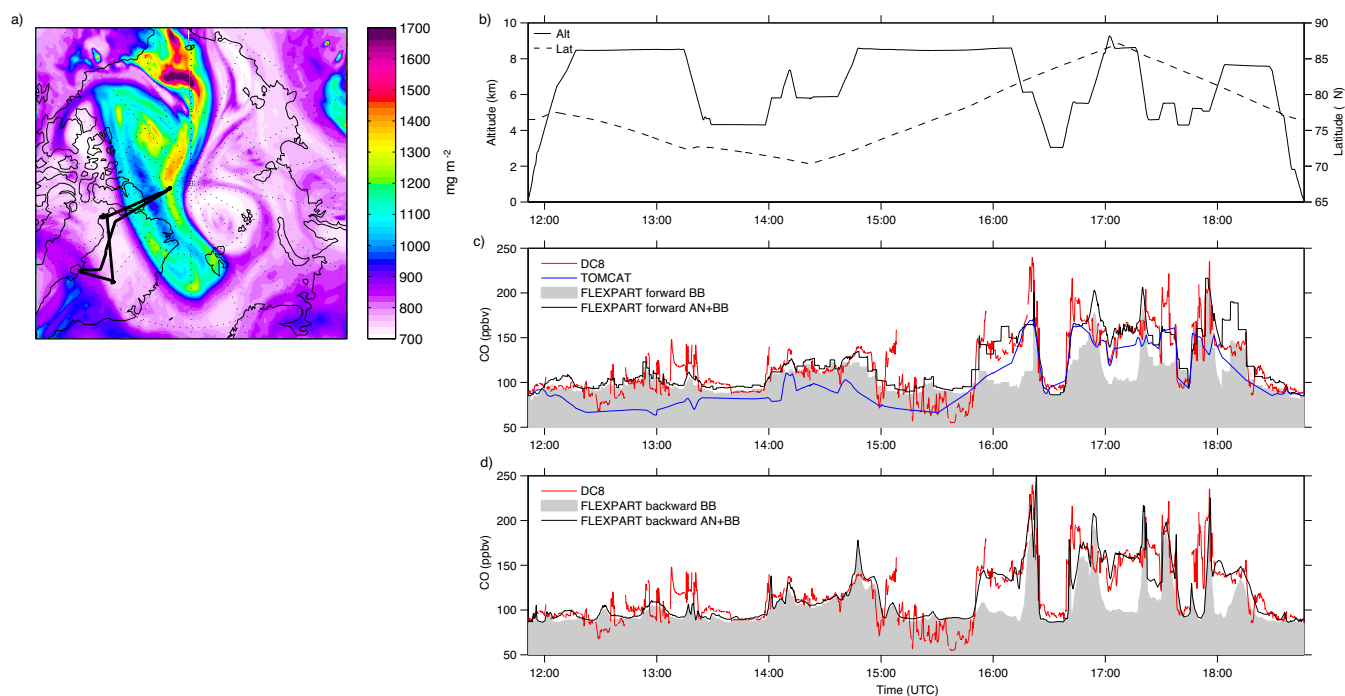 a)
1700
1600
1500
1400
1300
1200
1100
1000
900
800
700
mg m⁻²
b)
10
8
6
4
2
0
Altitude (km)
Alt
Lat
90
85
80
75
70
65
Latitude ( N)
12:00 13:00 14:00 15:00 16:00 17:00 18:00
c)
250
200
150
100
50
CO (ppbv)
DC8
TOMCAT
FLEXPART forward BB
FLEXPART forward AN+BB
12:00 13:00 14:00 15:00 16:00 17:00 18:00
d)
250
200
150
100
50
CO (ppbv)
DC8
FLEXPART backward BB
FLEXPART backward AN+BB
12:00 13:00 14:00 15:00 16:00 17:00 18:00
Time (UTC)